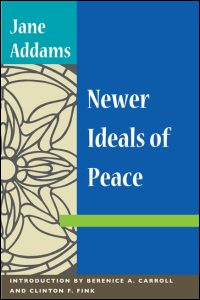 Jane
Addams
Newer
Ideals of
Peace
INTRODUCTION BY BERENICE A. CARROLL
AND CLINTON F. FINK